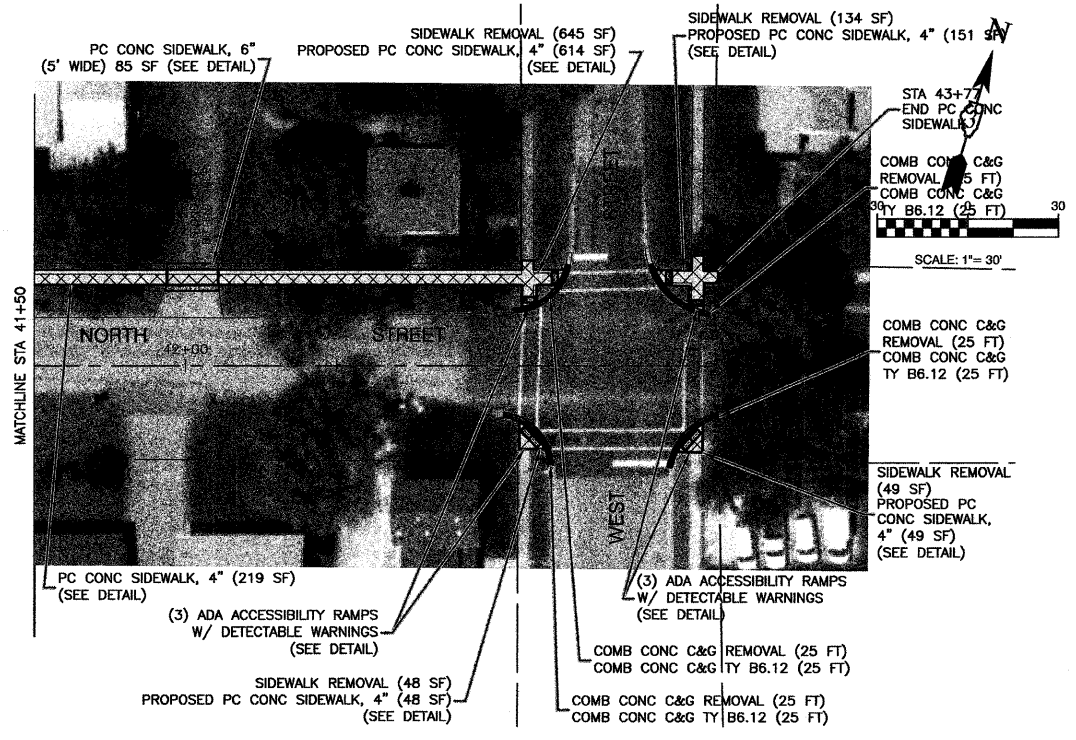 PC CONC SIDEWALK, 6"
(5' WIDE) 85 SF (SEE DETAIL)
SIDEWALK REMOVAL (645 SF)
PROPOSED PC CONC SIDEWALK, 4" (614 SF)
(SEE DETAIL)
SIDEWALK REMOVAL (134 SF)
PROPOSED PC CONC SIDEWALK, 4" (151 SF)
(SEE DETAIL)
N
STA 43+77
END PC CONC
SIDEWALK
COMB CONC C&G
REMOVAL (25 FT)
COMB CONC C&G
TY B6.12 (25 FT)
30
0
30
SCALE: 1"= 30'
MATCHLINE STA 41+50
NORTH
STREET
42+00
WEST
COMB CONC C&G
REMOVAL (25 FT)
COMB CONC C&G
TY B6.12 (25 FT)
SIDEWALK REMOVAL
(49 SF)
PROPOSED PC
CONC SIDEWALK,
4" (49 SF)
(SEE DETAIL)
PC CONC SIDEWALK, 4" (219 SF)
(SEE DETAIL)
(3) ADA ACCESSIBILITY RAMPS
W/ DETECTABLE WARNINGS
(SEE DETAIL)
(3) ADA ACCESSIBILITY RAMPS
W/ DETECTABLE WARNINGS
(SEE DETAIL)
COMB CONC C&G REMOVAL (25 FT)
COMB CONC C&G TY B6.12 (25 FT)
SIDEWALK REMOVAL (48 SF)
PROPOSED PC CONC SIDEWALK, 4" (48 SF)
(SEE DETAIL)
COMB CONC C&G REMOVAL (25 FT)
COMB CONC C&G TY B6.12 (25 FT)